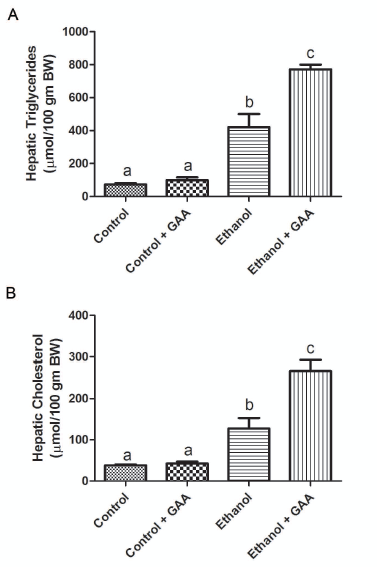 A
Hepatic Triglycerides
(μmol/100 gm BW)
1000
800
600
400
200
0
a
a
b
c
Control
Control + GAA
Ethanol
Ethanol + GAA
B
Hepatic Cholesterol
(μmol/100 gm BW)
400
300
200
100
0
a
a
b
c
Control
Control + GAA
Ethanol
Ethanol + GAA